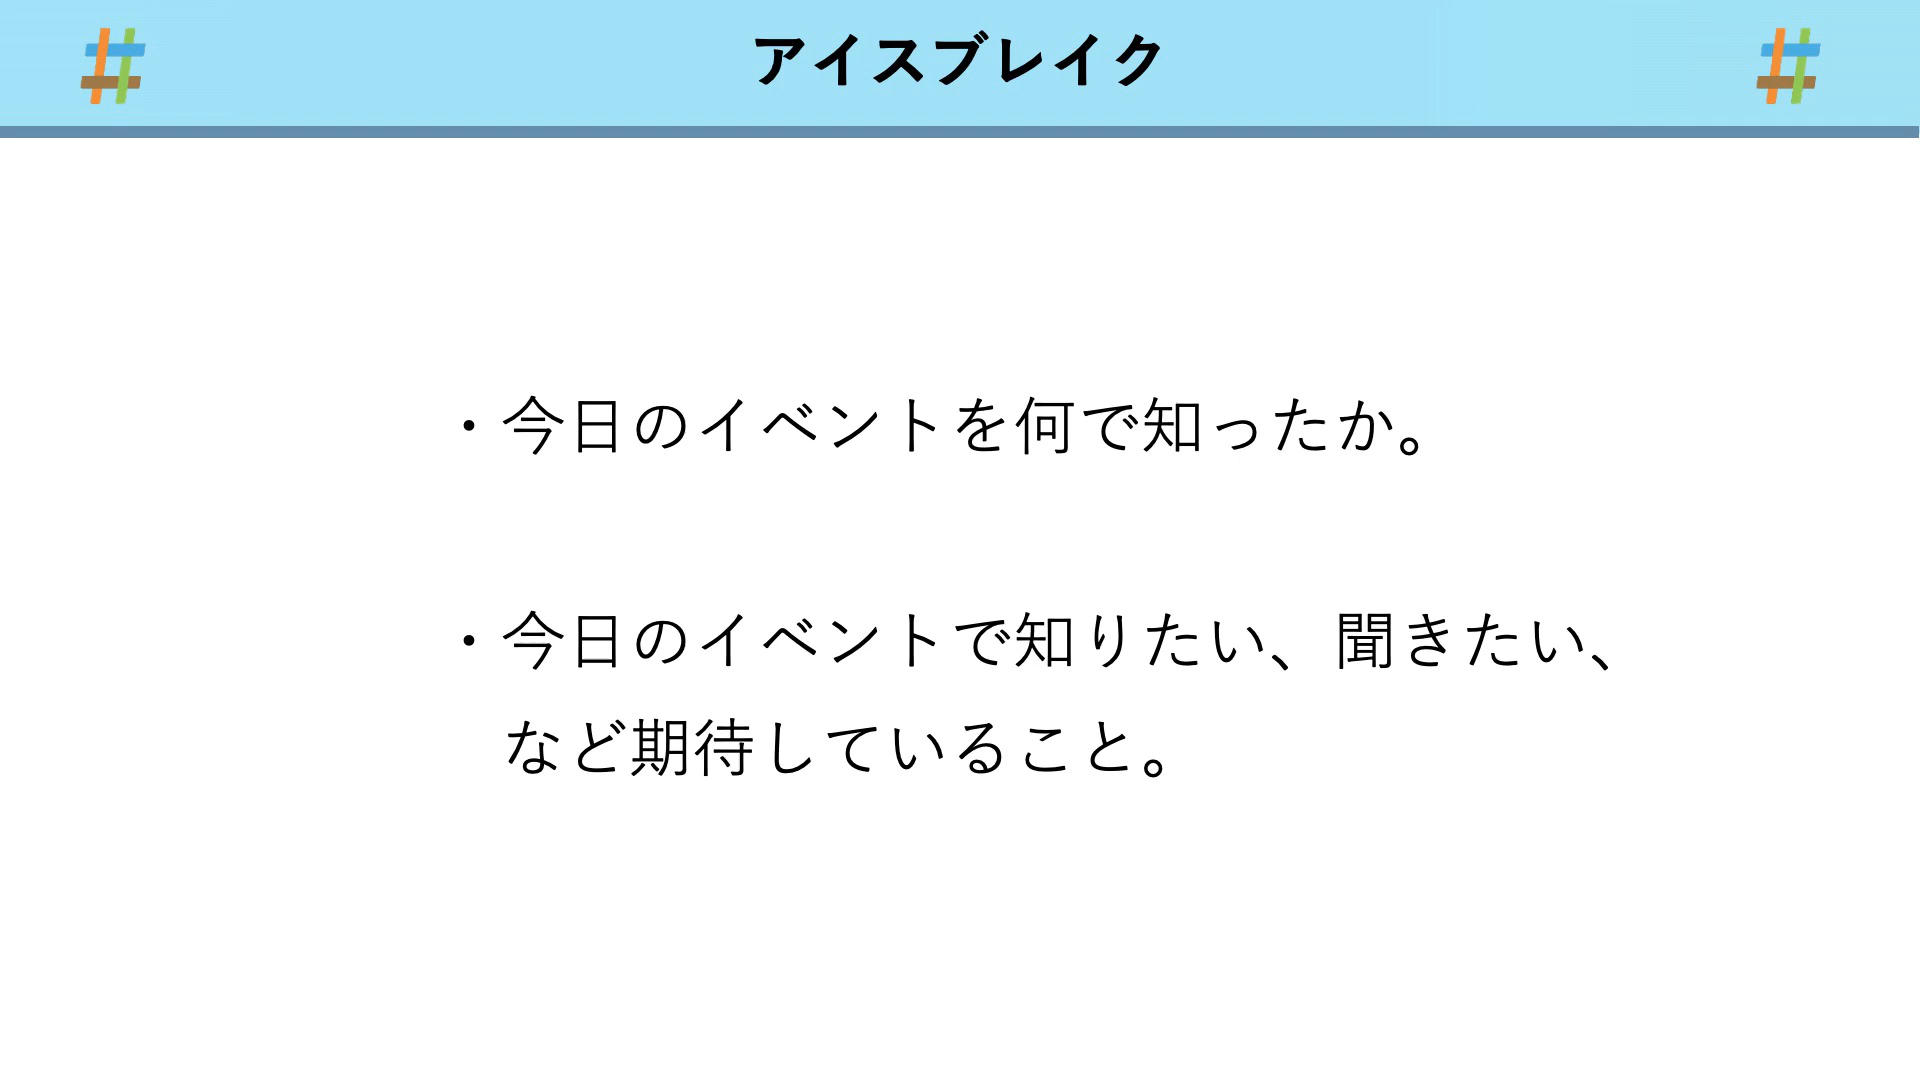 アイスブレイク
・今日のイベントを何で知ったか。
・今日のイベントで知りたい、聞きたい、
など期待していること。